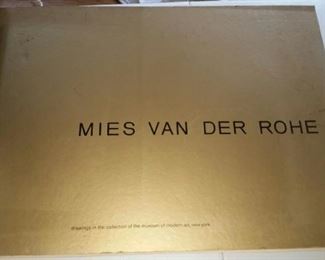 MIES VAN DER ROHE
drawings in the collection of the museum of modern art, new york